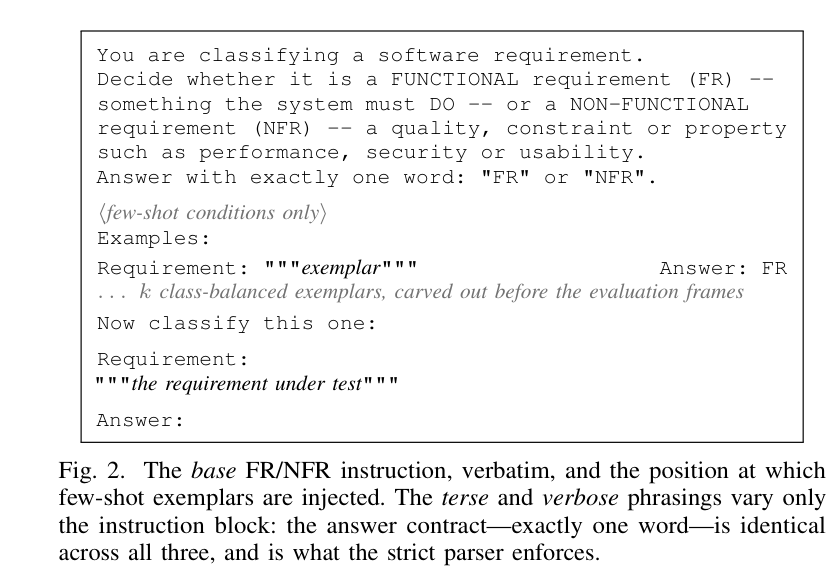 You are classifying a software requirement.
Decide whether it is a FUNCTIONAL requirement (FR) --
something the system must DO -- or a NON-FUNCTIONAL
requirement (NFR) -- a quality, constraint or property
such as performance, security or usability.
Answer with exactly one word: "FR" or "NFR".
⟨few-shot conditions only⟩
Examples:
Requirement: """exemplar""" Answer: FR
... k class-balanced exemplars, carved out before the evaluation frames
Now classify this one:
Requirement:
"""the requirement under test"""
Answer:
Fig. 2. The base FR/NFR instruction, verbatim, and the position at which
few-shot exemplars are injected. The terse and verbose phrasings vary only
the instruction block: the answer contract—exactly one word—is identical
across all three, and is what the strict parser enforces.